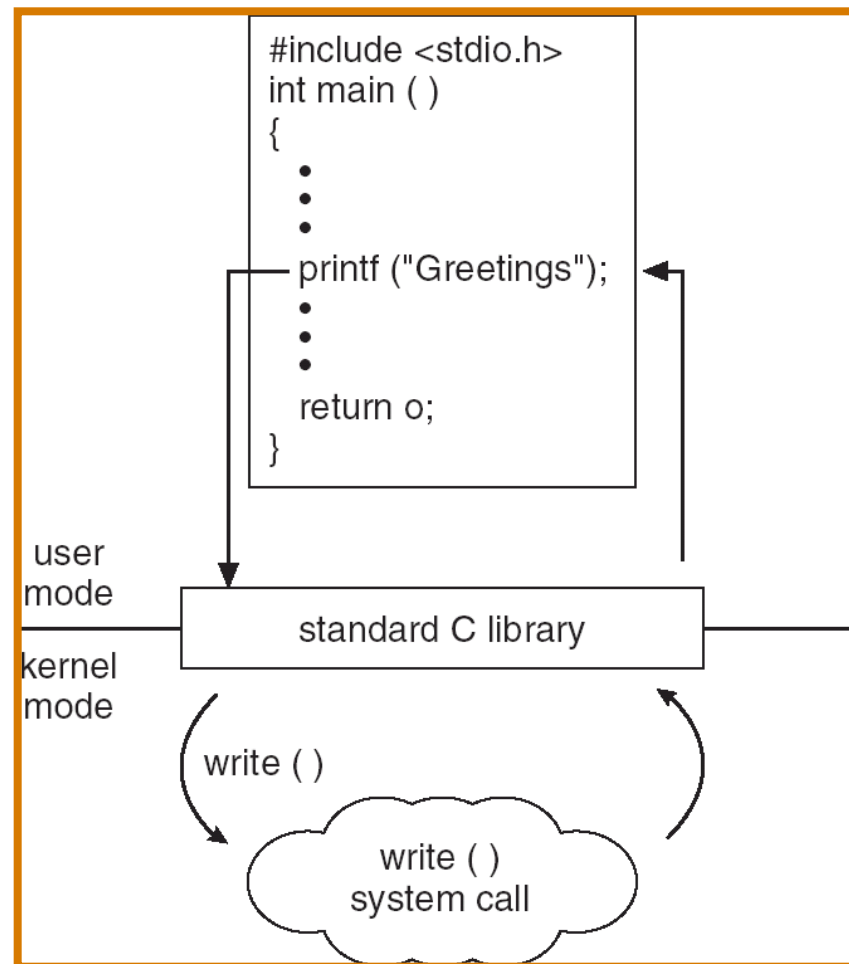 #include <stdio.h>
int main ( )
{
•
•
•
printf ("Greetings");
•
•
•
return o;
}
user
mode
standard C library
kernel
mode
write ( )
write ( )
system call